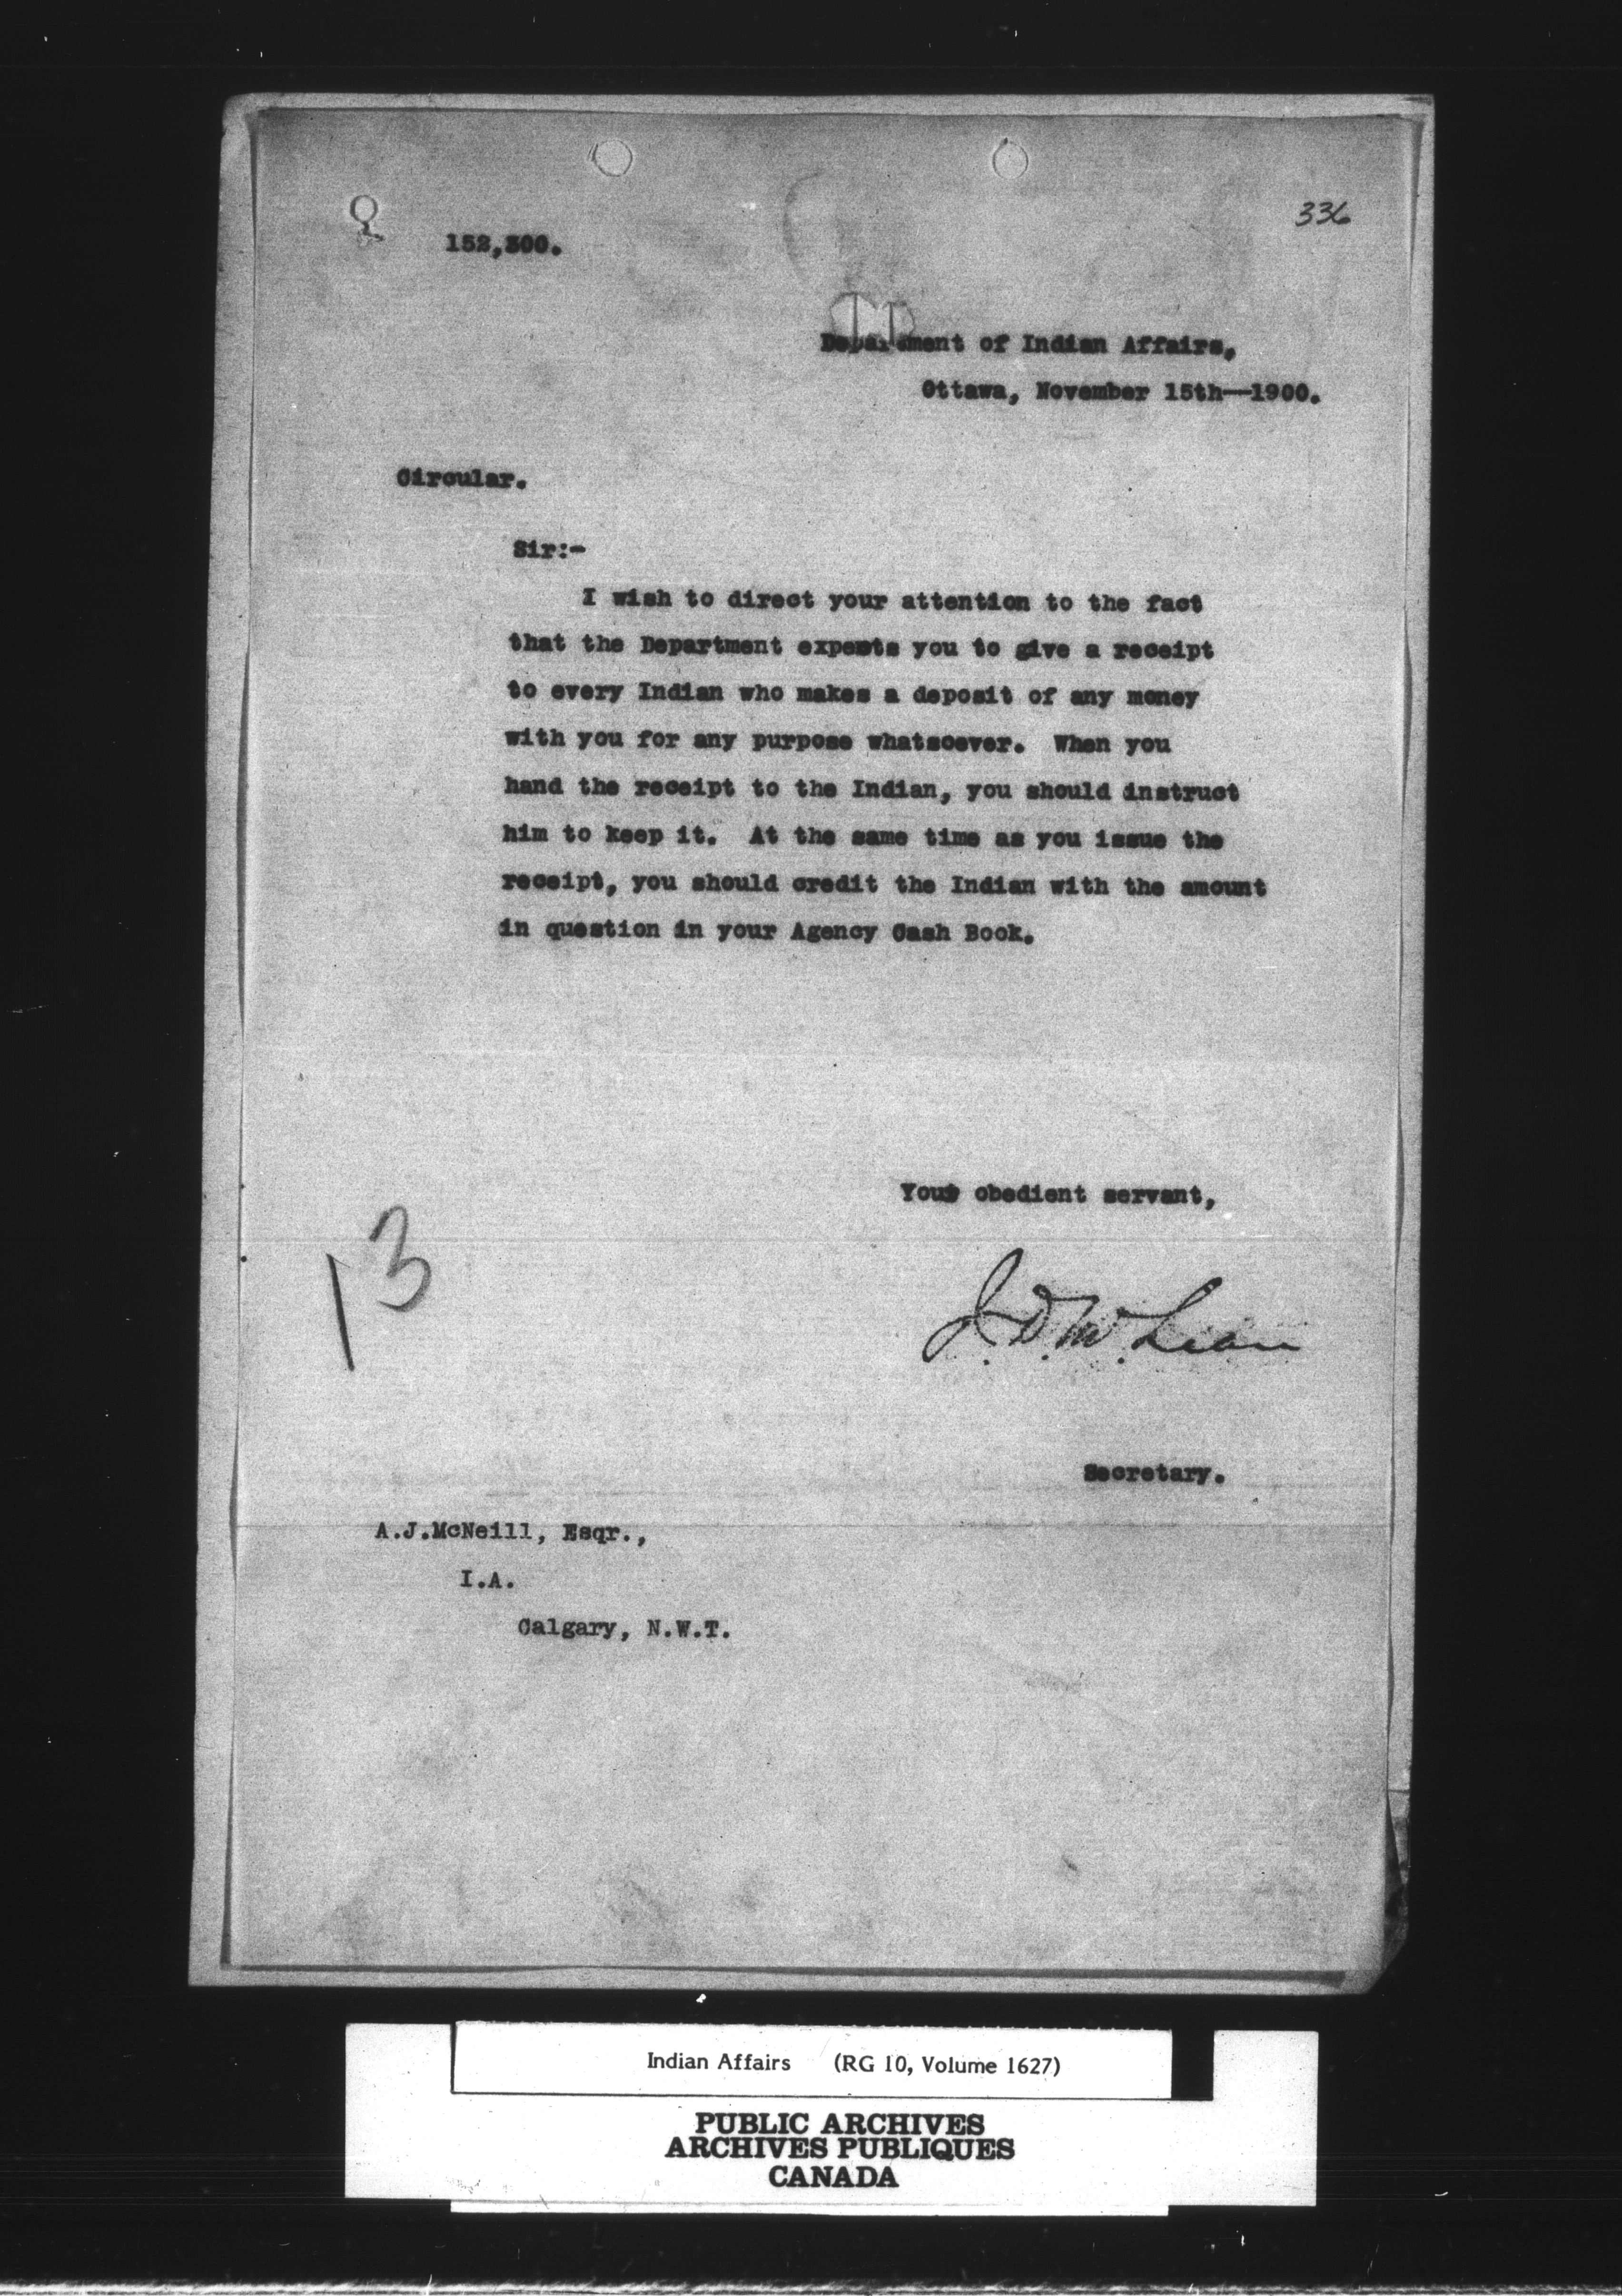 336
152,300.
Department of Indian Affairs,
Ottawa, November 15th—1900.
Circular.
Sir:-
I wish to direct your attention to the fact
that the Department expects you to give a receipt
to every Indian who makes a deposit of any money
with you for any purpose whatsoever. When you
hand the receipt to the Indian, you should instruct
him to keep it. At the same time as you issue the
receipt, you should credit the Indian with the amount
in question in your Agency Cash Book.
Your obedient servant,
13
J. D. McLean
Secretary.
A.J.McNeill, Esqr.,
I.A.
Calgary, N.W.T.
Indian Affairs (RG 10, Volume 1627)
PUBLIC ARCHIVES
ARCHIVES PUBLIQUES
CANADA